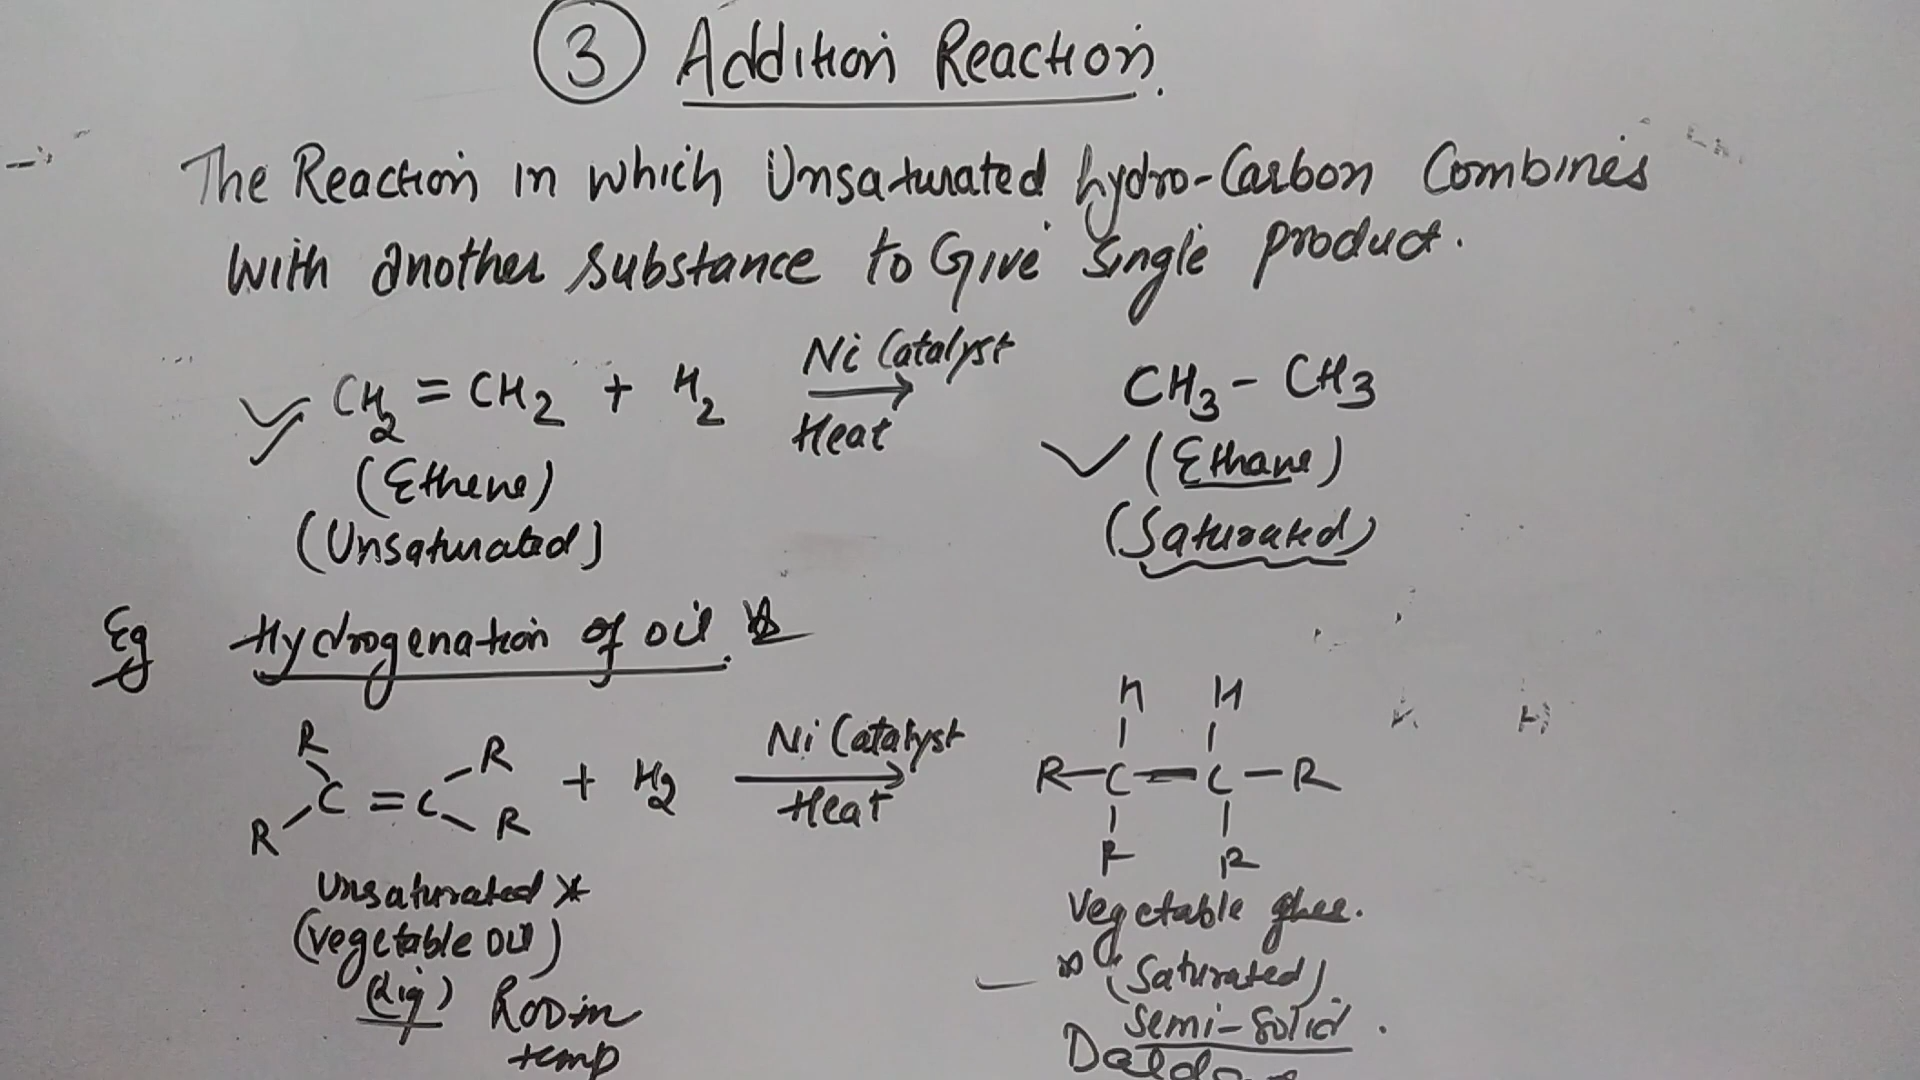 ③ Addition Reaction.
The Reaction in which Unsaturated hydro-Carbon Combines
with another substance to Give single product.
CH2 = CH2 + H2 Ni Catalyst → Heat CH3 - CH3
(Ethene) (Ethane)
(Unsaturated) (Saturated)
Eg Hydrogenation of oil.
H H
R R Ni Catalyst
C = C + H2 → R-C-C-R
R R Heat
R R
Unsaturated Vegetable ghee.
(Vegetable oil) (Saturated)
(Liq) Room Semi-Solid.
temp Dalda